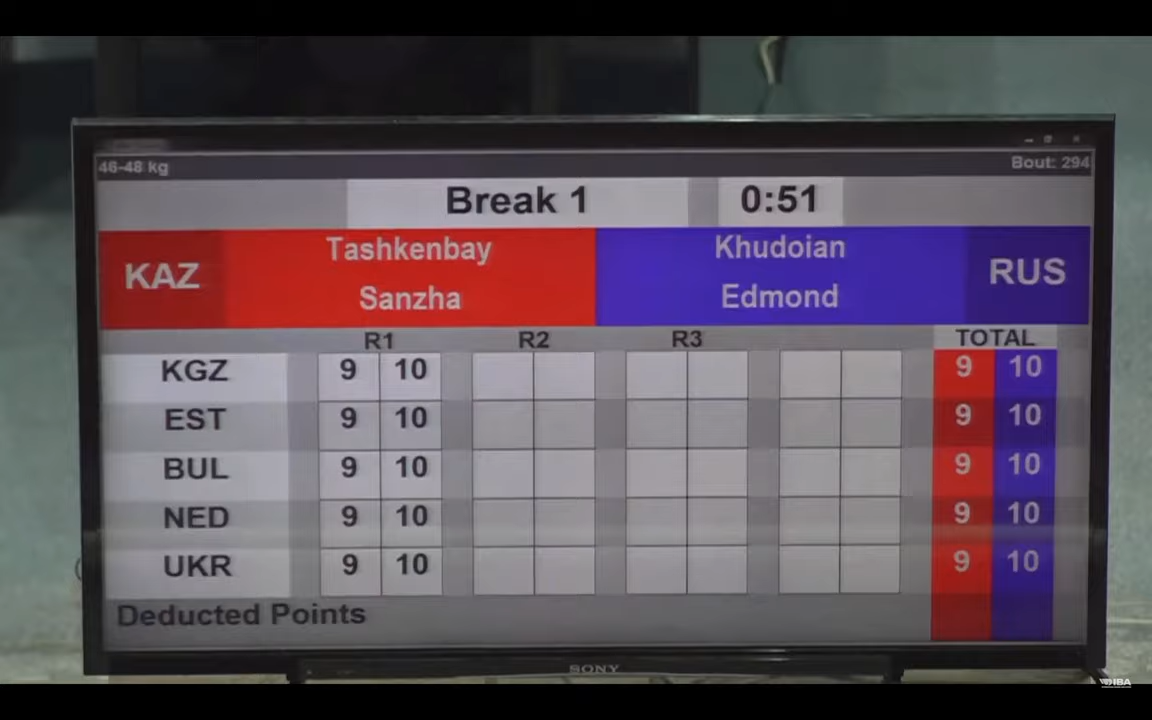 46-48 kg Bout: 294
Break 1 0:51
KAZ Tashkenbay Sanzha Khudoian Edmond RUS
R1 R2 R3 TOTAL
KGZ 9 10 9 10
EST 9 10 9 10
BUL 9 10 9 10
NED 9 10 9 10
UKR 9 10 9 10
Deducted Points
SONY
IBA